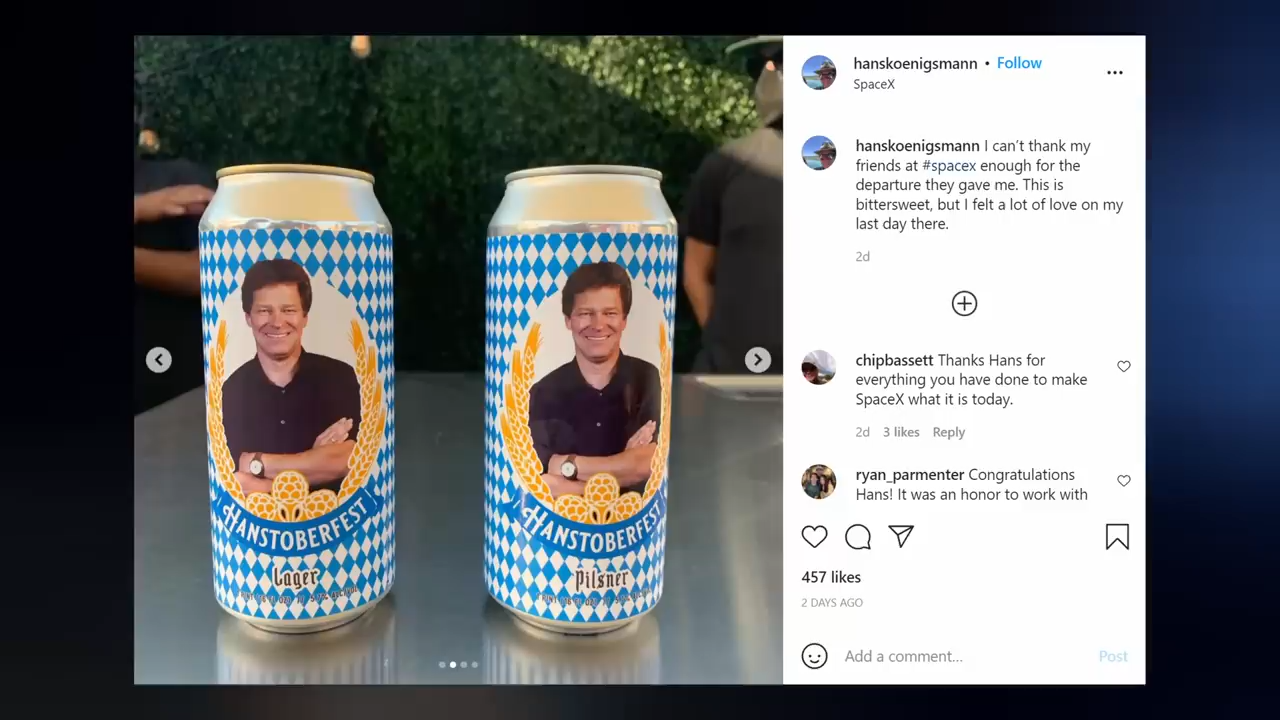 HANSTOBERFEST
Lager
HANSTOBERFEST
Pilsner
hanskoenigsmann • Follow
SpaceX
hanskoenigsmann I can't thank my
friends at #spacex enough for the
departure they gave me. This is
bittersweet, but I felt a lot of love on my
last day there.
2d
chipbassett Thanks Hans for
everything you have done to make
SpaceX what it is today.
2d 3 likes Reply
ryan_parmenter Congratulations
Hans! It was an honor to work with
457 likes
2 DAYS AGO
Add a comment...
Post